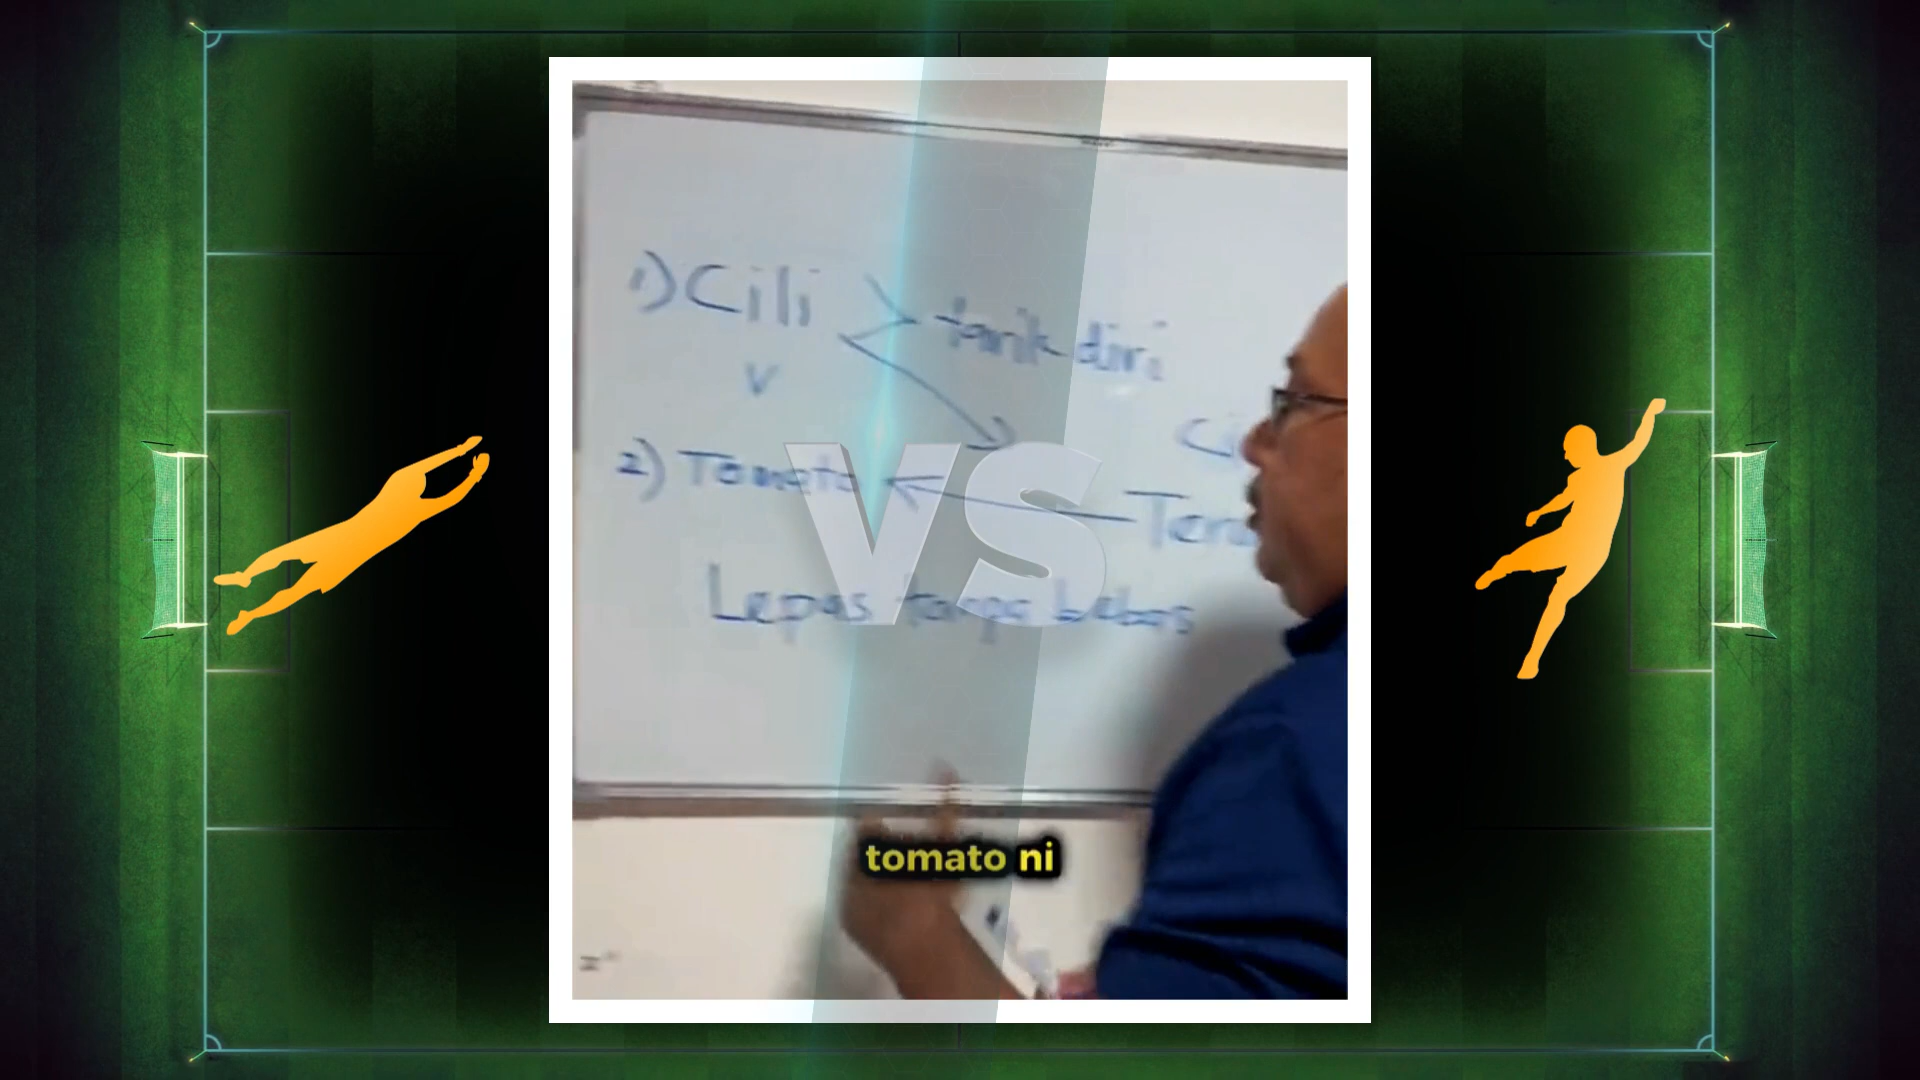 1) Cili > tarik diri
v
2) Tomato
Lepas tanpa bebas
VS
tomato ni